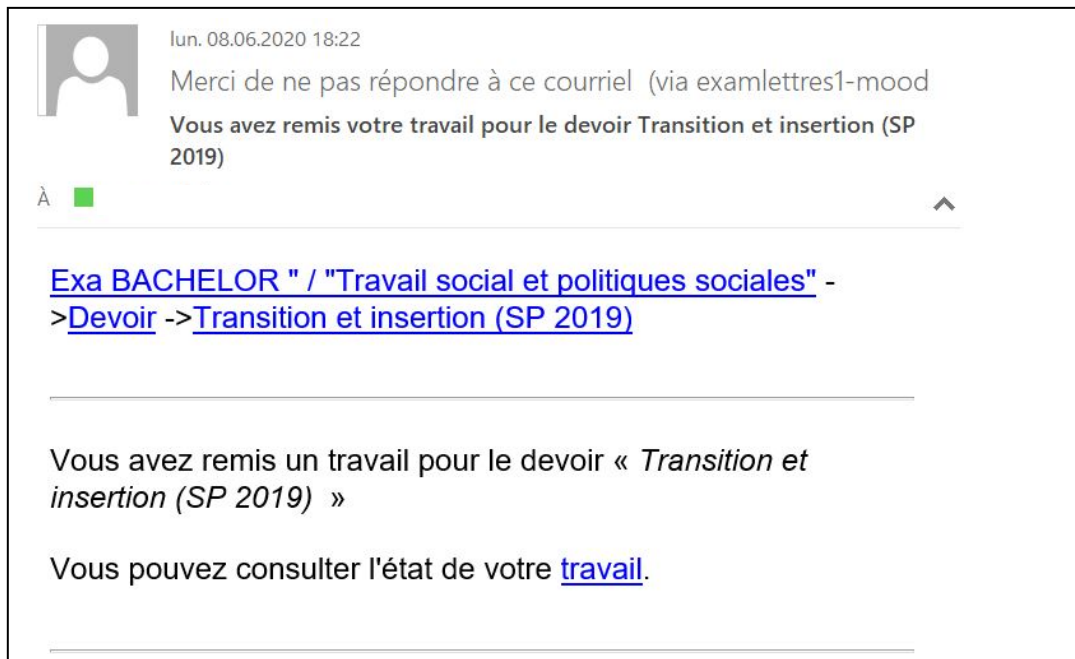 lun. 08.06.2020 18:22
Merci de ne pas répondre à ce courriel (via examlettres1-mood
Vous avez remis votre travail pour le devoir Transition et insertion (SP
2019)
À
Exa BACHELOR " / "Travail social et politiques sociales" -
>Devoir ->Transition et insertion (SP 2019)
Vous avez remis un travail pour le devoir « Transition et
insertion (SP 2019) »
Vous pouvez consulter l'état de votre travail.